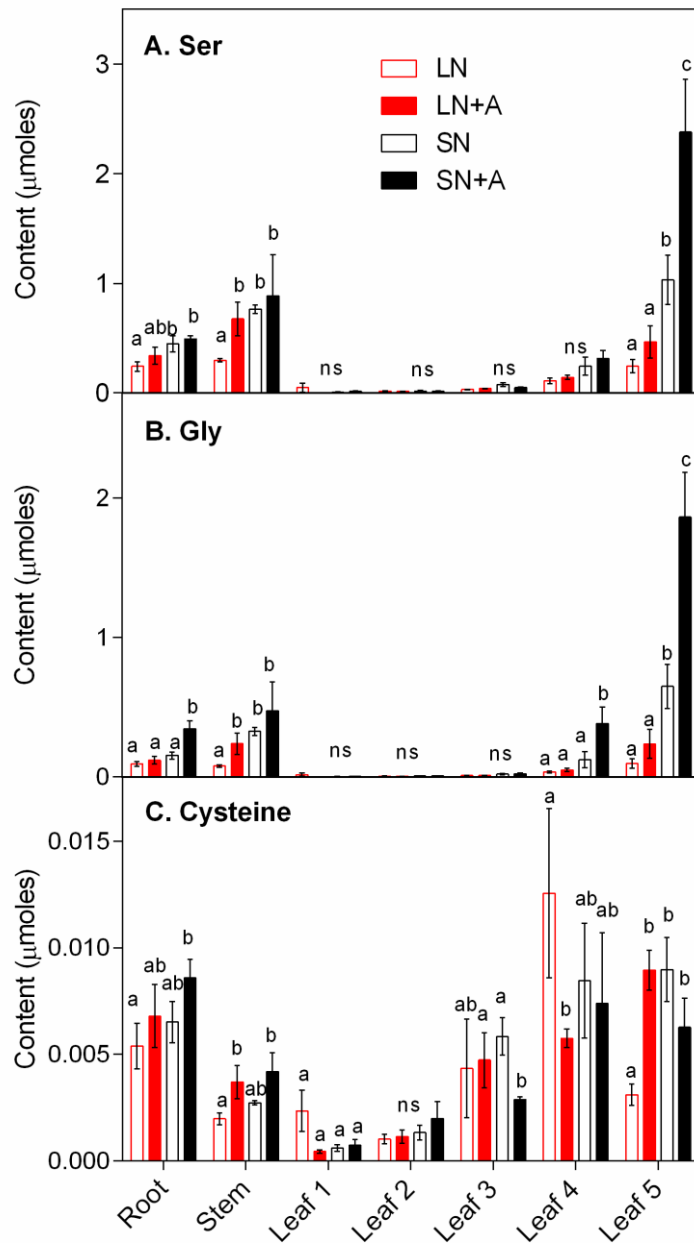 A. Ser
LN
LN+A
SN
SN+A
Content (μmoles)
3
2
1
0
a ab b b
a b b b
ns
ns
ns
ns
a a b c
B. Gly
Content (μmoles)
2
1
0
a a a b
a b b b
ns
ns
ns
a a a b
a a b c
C. Cysteine
Content (μmoles)
0.015
0.010
0.005
0.000
a ab ab b
a b ab b
a a a a
ns
ab a a b
a b ab ab
a b b b
Root
Stem
Leaf 1
Leaf 2
Leaf 3
Leaf 4
Leaf 5